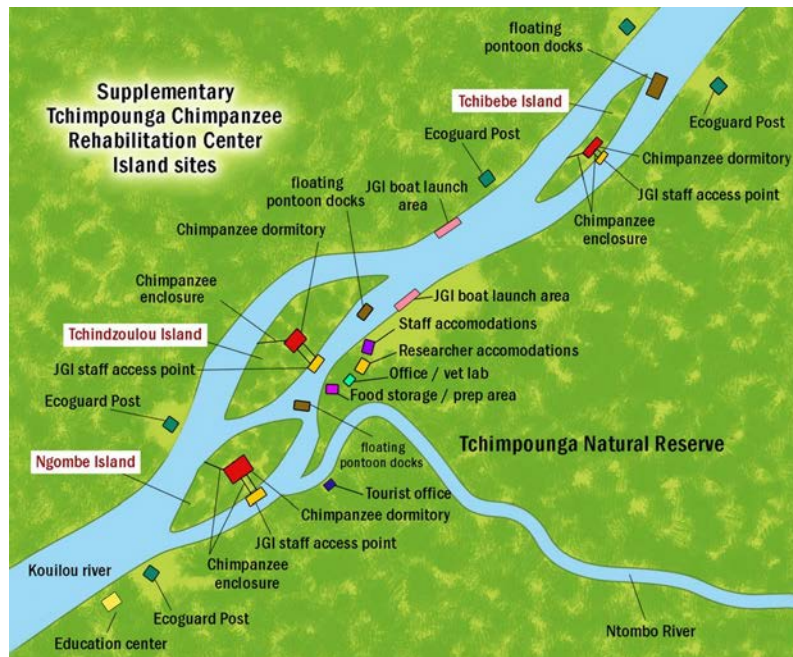 Supplementary
Tchimpounga Chimpanzee
Rehabilitation Center
Island sites
floating
pontoon docks
Tchibebe Island
Ecoguard Post
Ecoguard Post
Chimpanzee dormitory
JGI staff access point
Chimpanzee
enclosure
floating
pontoon docks
JGI boat launch
area
Chimpanzee dormitory
Chimpanzee
enclosure
JGI boat launch area
Tchindzoulou Island
Staff accomodations
JGI staff access point
Researcher accomodations
Office / vet lab
Food storage / prep area
Ecoguard Post
floating
pontoon docks
Tchimpounga Natural Reserve
Ngombe Island
Tourist office
Chimpanzee dormitory
JGI staff access point
Chimpanzee
enclosure
Kouilou river
Ecoguard Post
Education center
Ntombo River